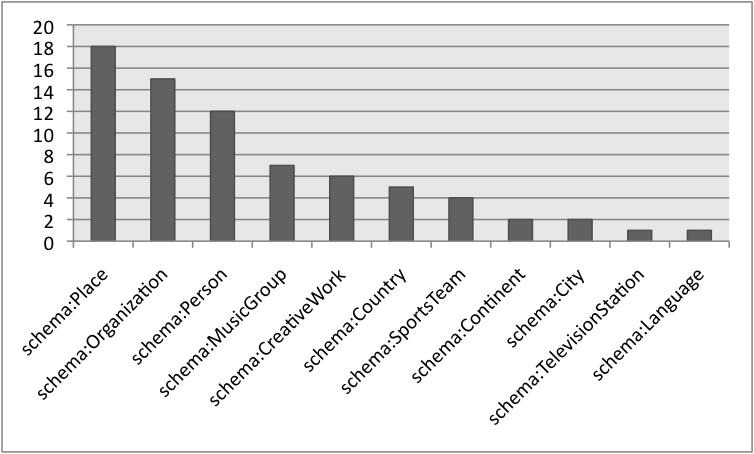 20
18
16
14
12
10
8
6
4
2
0
schema:Place
schema:Organization
schema:Person
schema:MusicGroup
schema:CreativeWork
schema:Country
schema:SportsTeam
schema:Continent
schema:City
schema:TelevisionStation
schema:Language